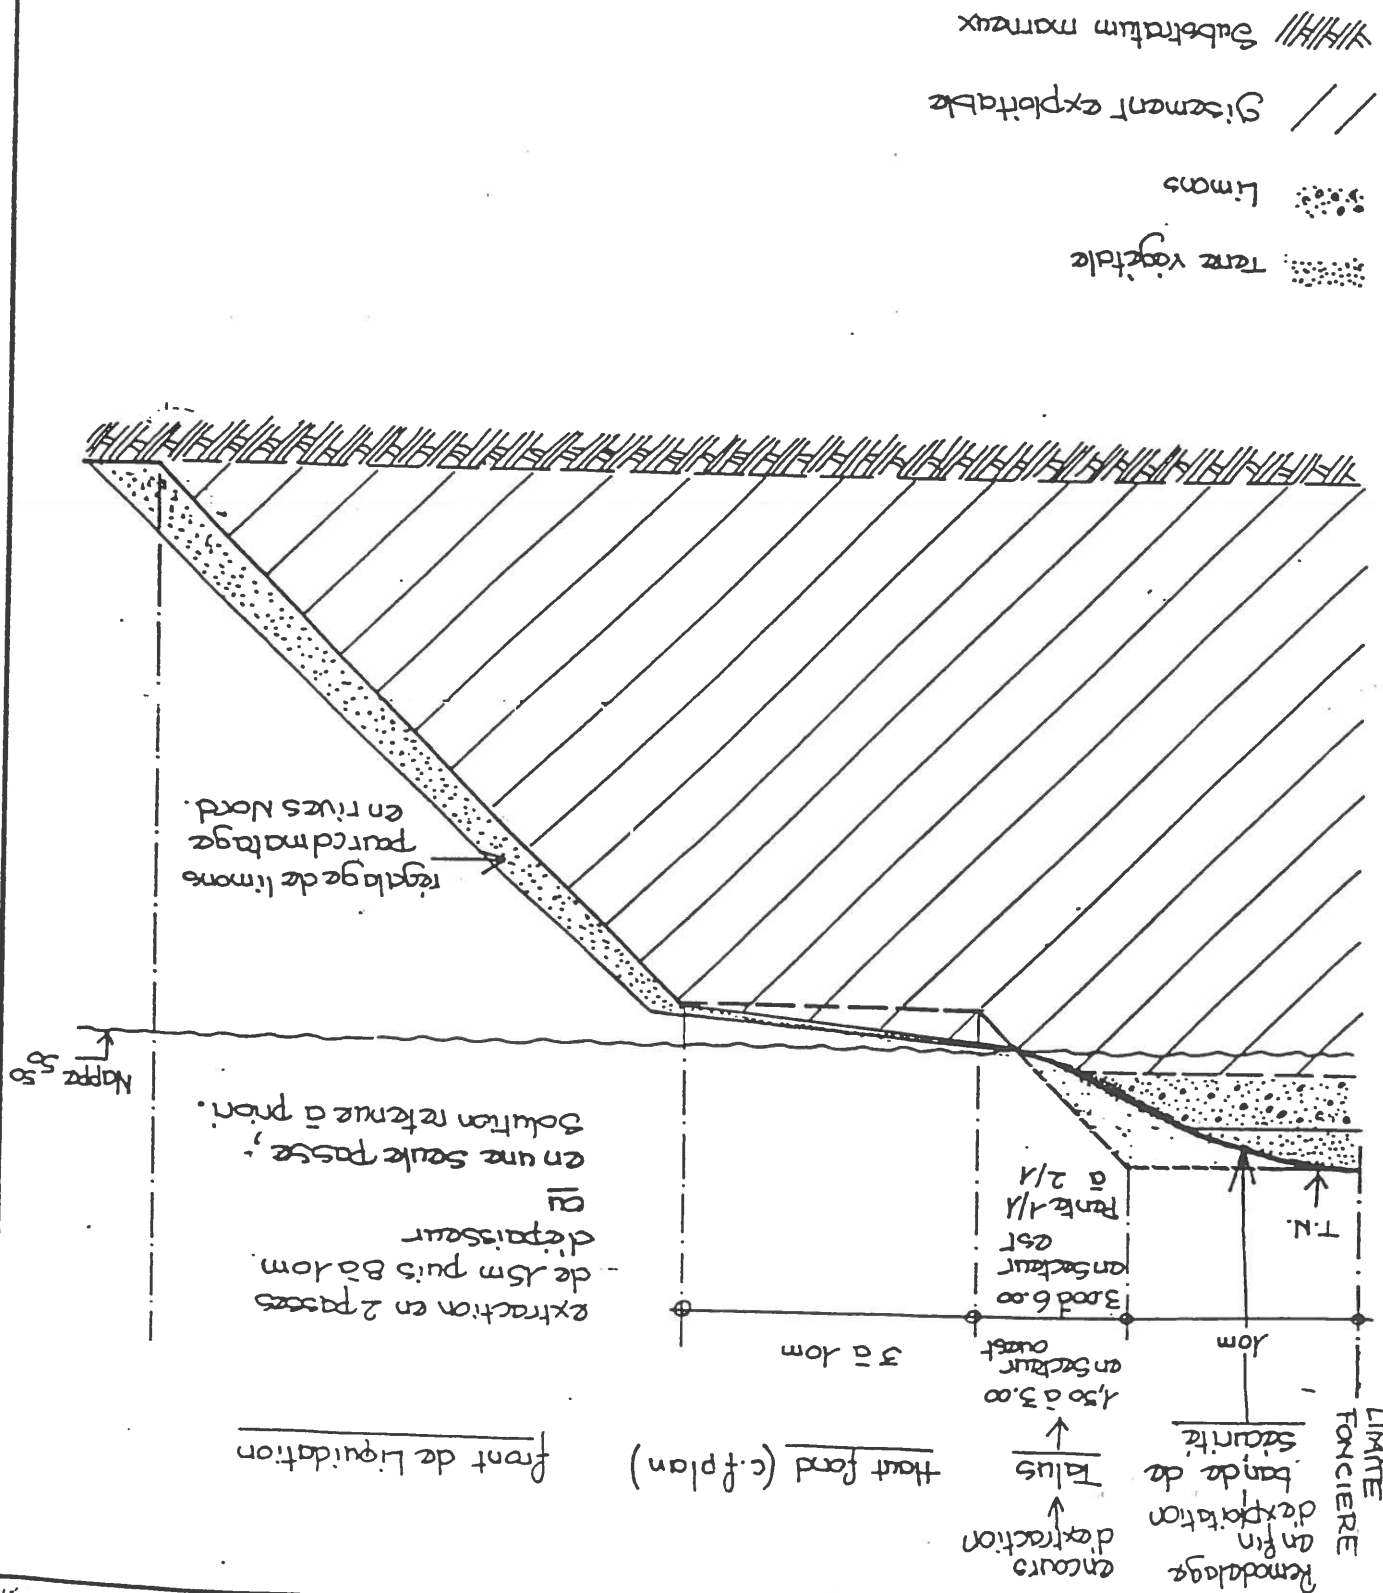 LIMITE
FONCIERE
Remodelage
en fin
d'exploitation
bande de
sécurité
10m
encours
d'extraction
Talus
1,50 à 3.00
en secteur
ouest
3.00 à 6.00
en secteur
est
Pente 1/1
à 2/1
Haut fond (c.f plan)
3 à 10m
front de Liquidation
extraction en 2 passes
de 15m puis 8 à 10m
d'épaisseur
ou
en une seule passe;
Solution retenue à priori.
T.N.
Nappe 50.50
régalage de limons
pour colmatage
en rives Nord.
Terre végétale
Limons
gisement exploitable
Substratum marneux